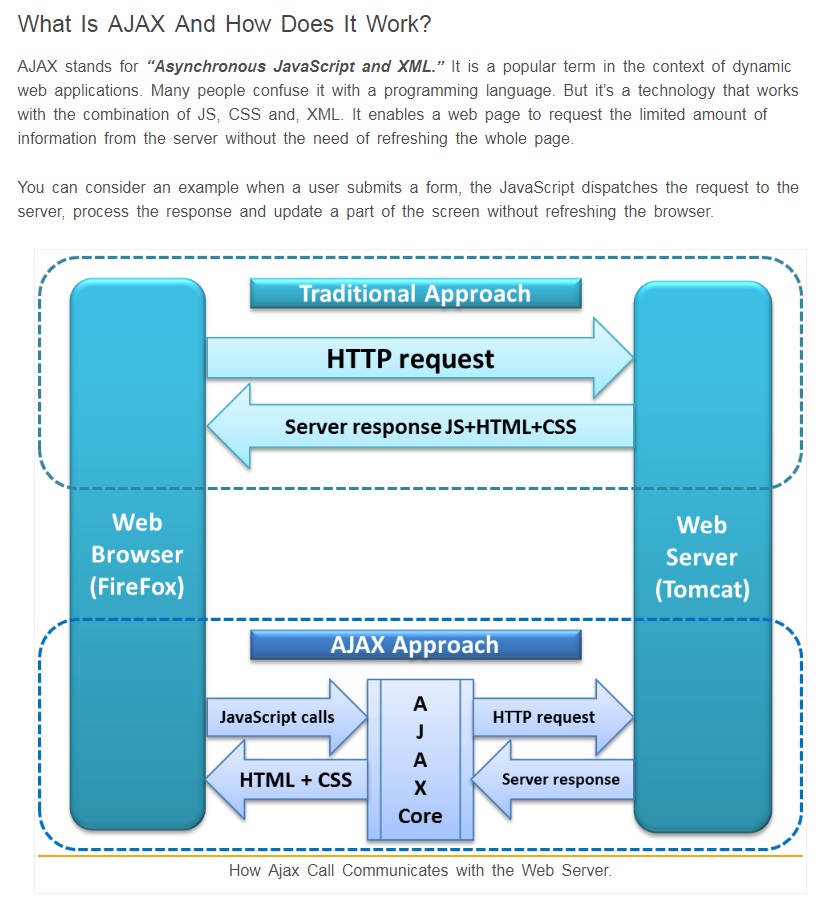 What Is AJAX And How Does It Work?
AJAX stands for “Asynchronous JavaScript and XML.” It is a popular term in the context of dynamic
web applications. Many people confuse it with a programming language. But it’s a technology that works
with the combination of JS, CSS and, XML. It enables a web page to request the limited amount of
information from the server without the need of refreshing the whole page.
You can consider an example when a user submits a form, the JavaScript dispatches the request to the
server, process the response and update a part of the screen without refreshing the browser.
Traditional Approach
HTTP request
Server response JS+HTML+CSS
Web
Browser
(FireFox)
Web
Server
(Tomcat)
AJAX Approach
JavaScript calls
HTML + CSS
A
J
A
X
Core
HTTP request
Server response
How Ajax Call Communicates with the Web Server.